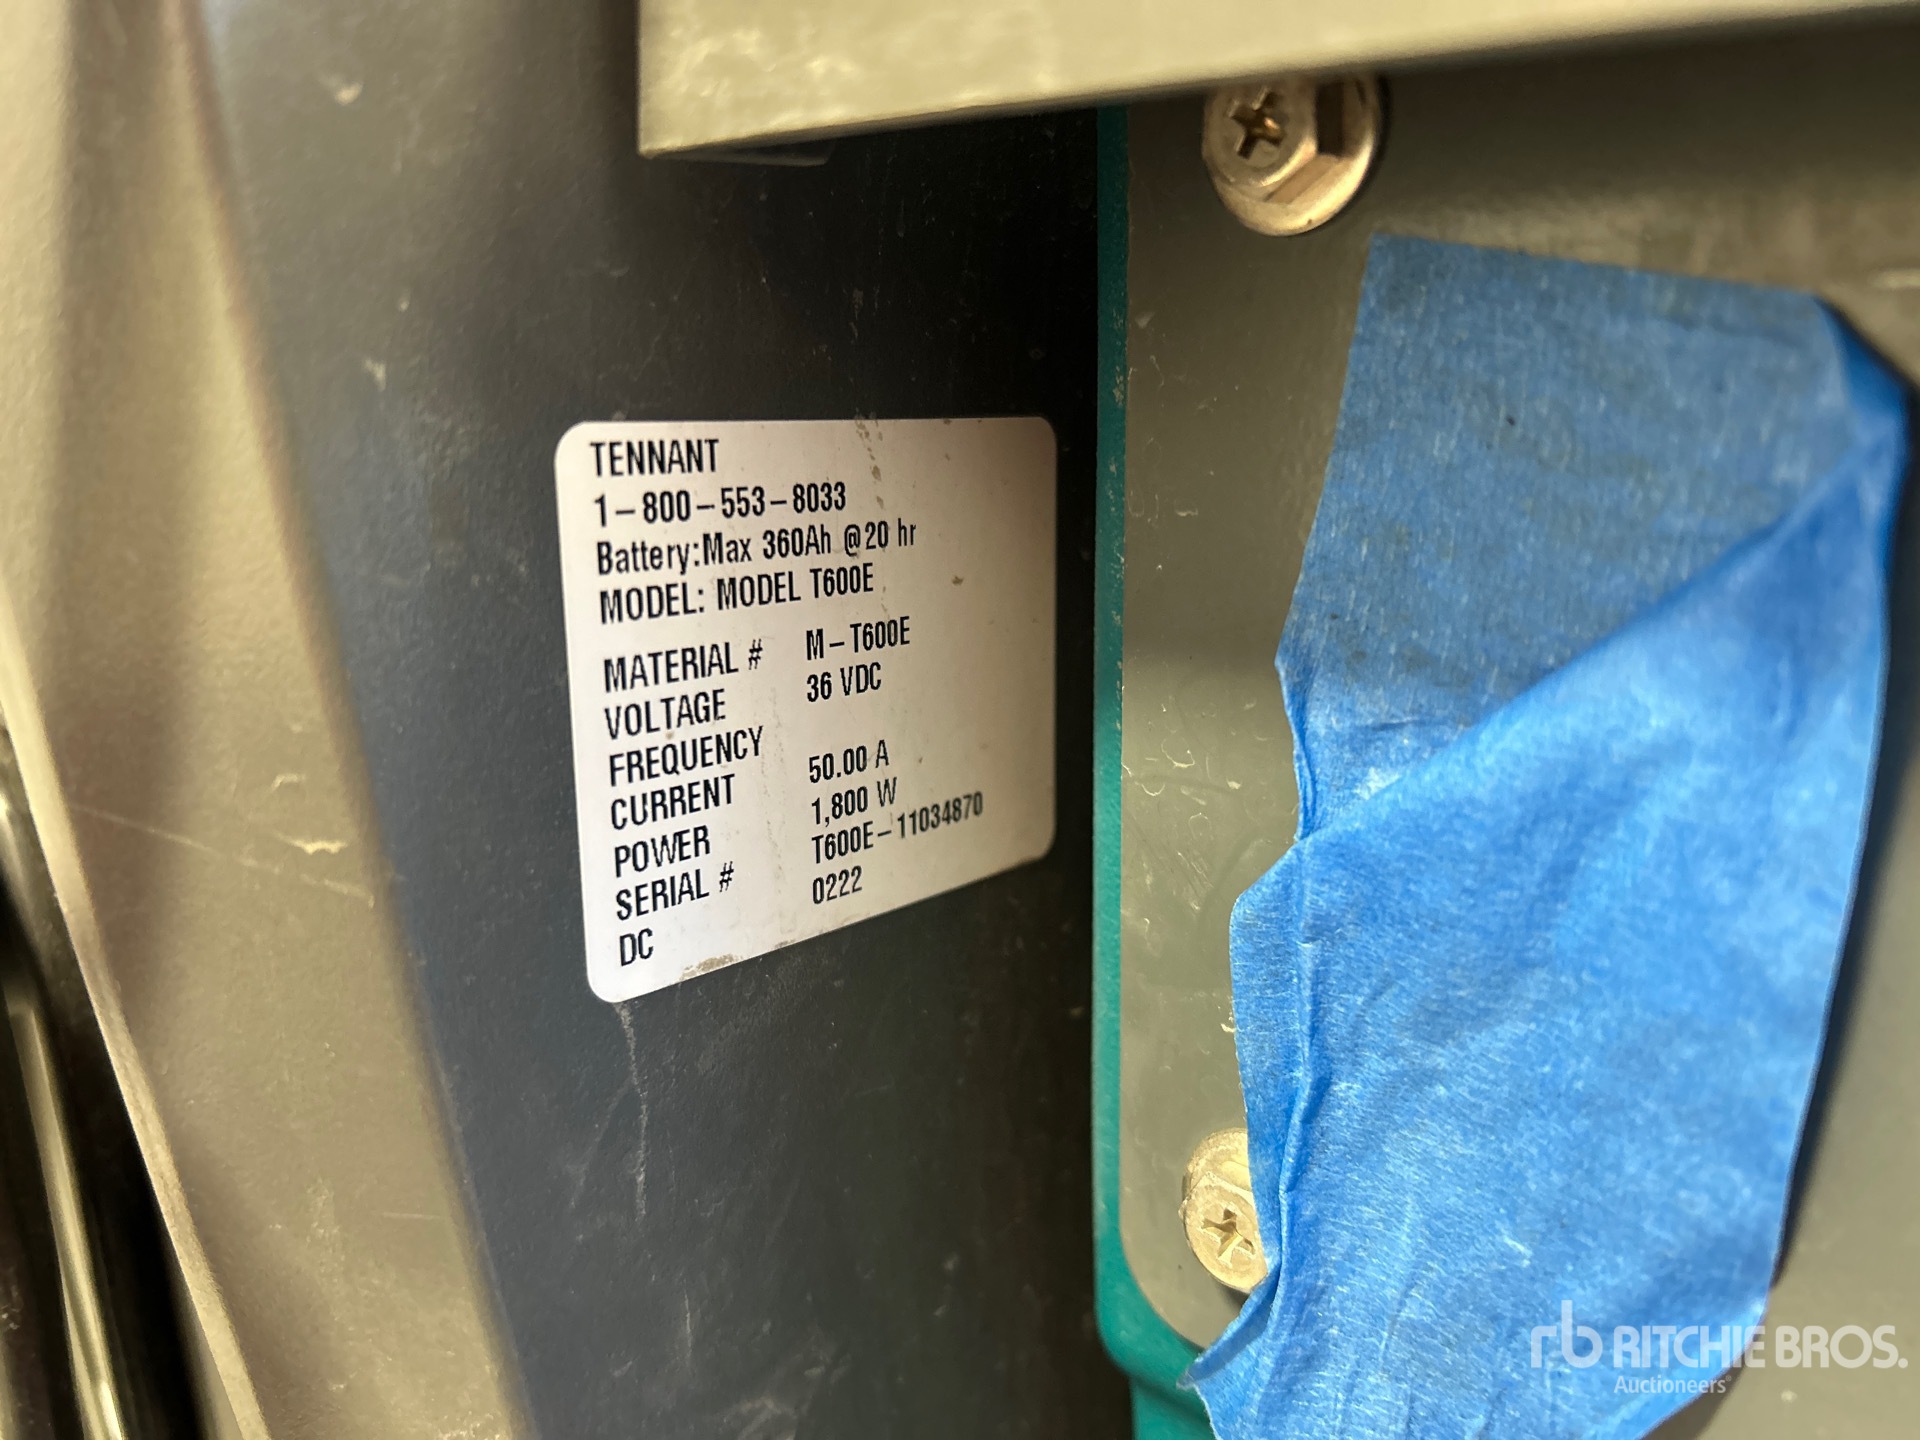 TENNANT
1-800-553-8033
Battery:Max 360Ah @20 hr
MODEL: MODEL T600E
MATERIAL # M-T600E
VOLTAGE 36 VDC
FREQUENCY
CURRENT 50.00 A
POWER 1,800 W
SERIAL # T600E-11034870
DC 0222
rb RITCHIE BROS.
Auctioneers